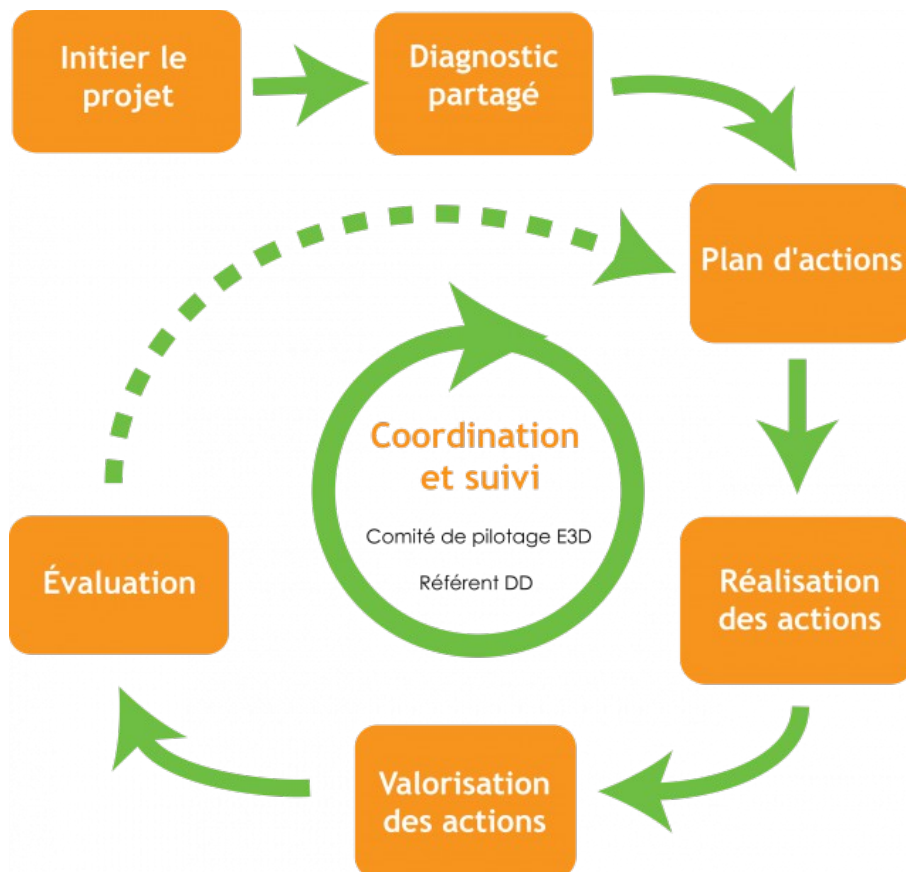 Initier le
projet
Diagnostic
partagé
Plan d'actions
Réalisation
des actions
Valorisation
des actions
Évaluation
Coordination
et suivi
Comité de pilotage E3D
Référent DD